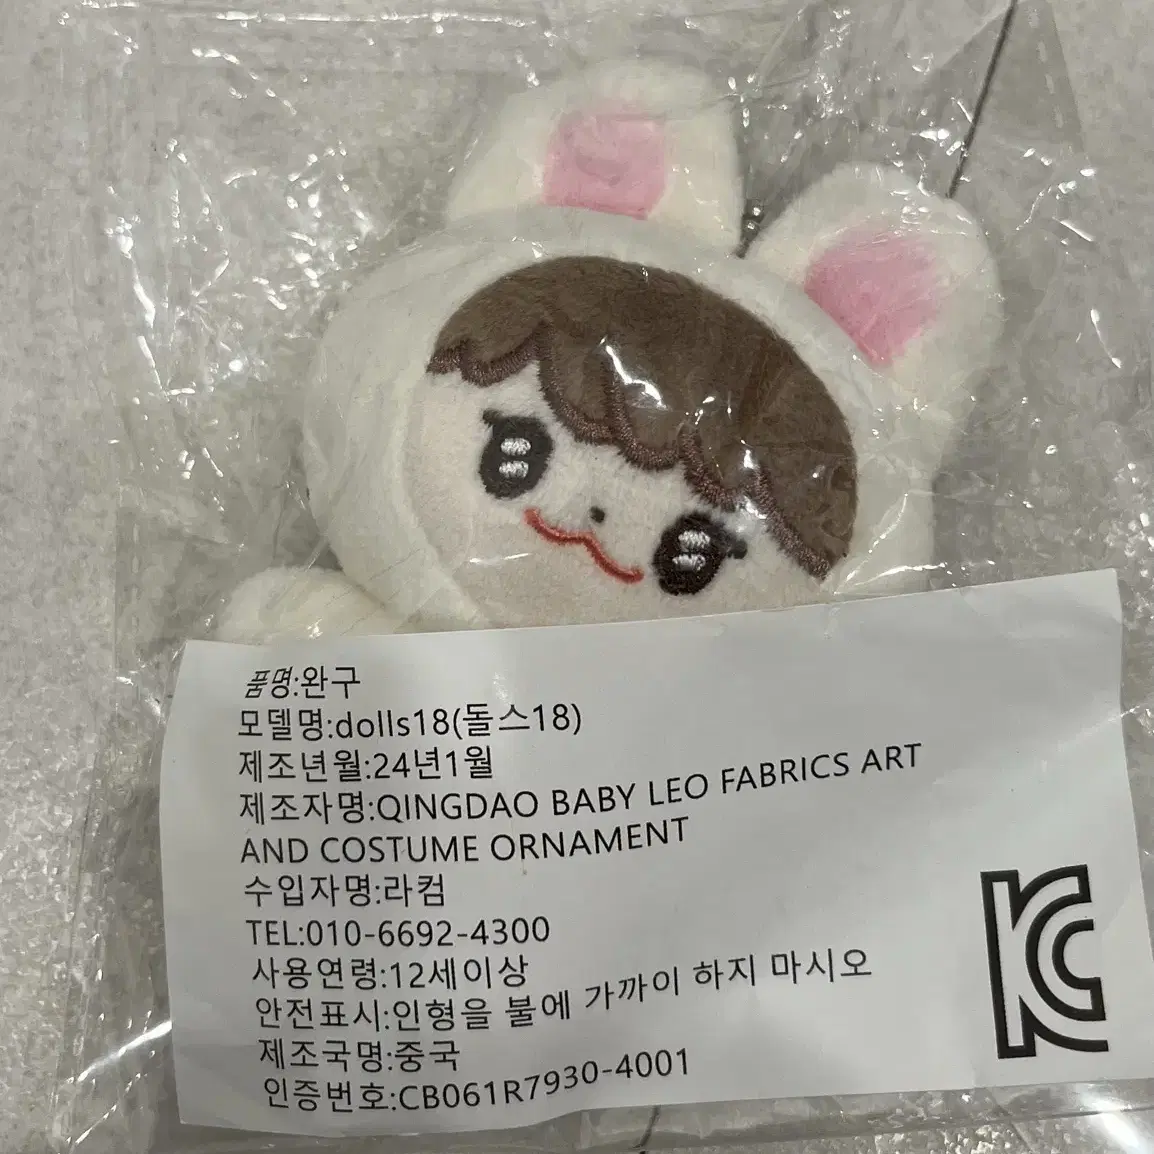 품명:완구
모델명:dolls18(돌스18)
제조년월:24년1월
제조자명:QINGDAO BABY LEO FABRICS ART
AND COSTUME ORNAMENT
수입자명:라컴
TEL:010-6692-4300
사용연령:12세이상
안전표시:인형을 불에 가까이 하지 마시오
제조국명:중국
인증번호:CB061R7930-4001
KC